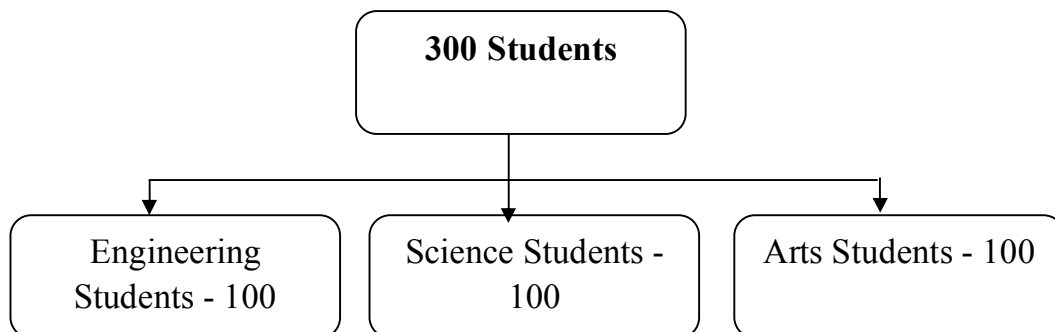 300 Students
Engineering
Students - 100
Science Students -
100
Arts Students - 100